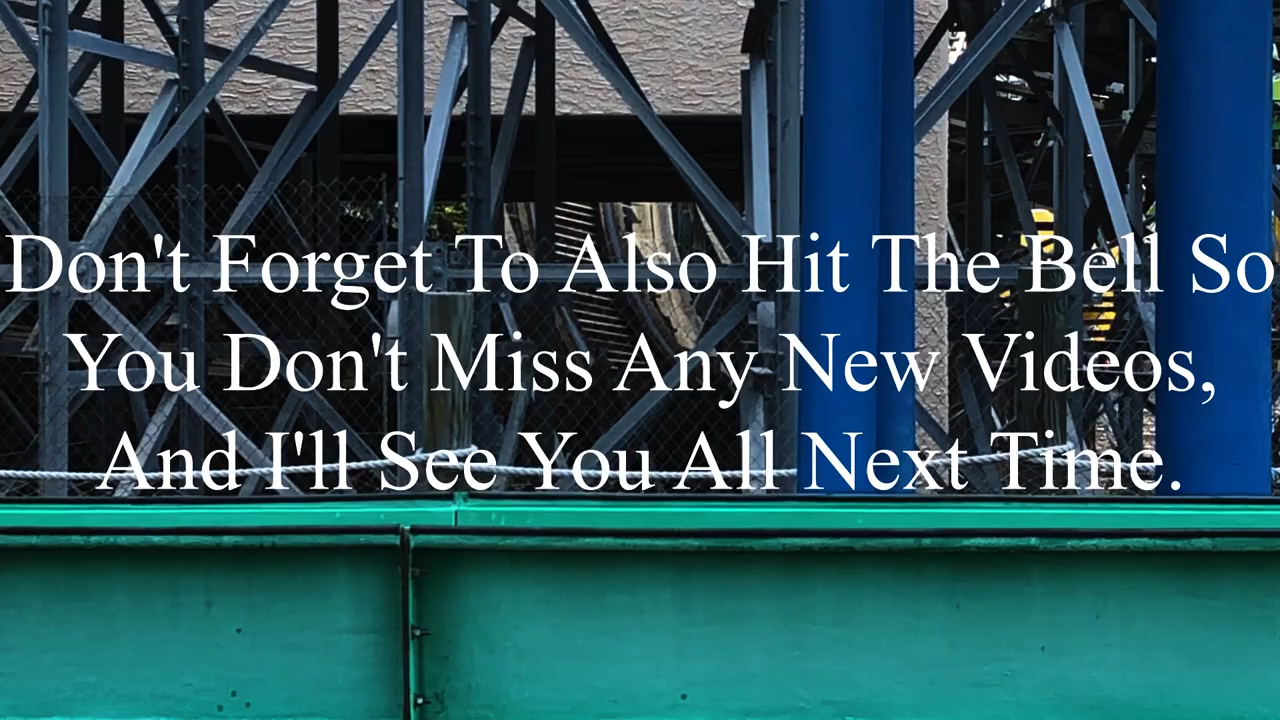 Don't Forget To Also Hit The Bell So
You Don't Miss Any New Videos,
And I'll See You All Next Time.